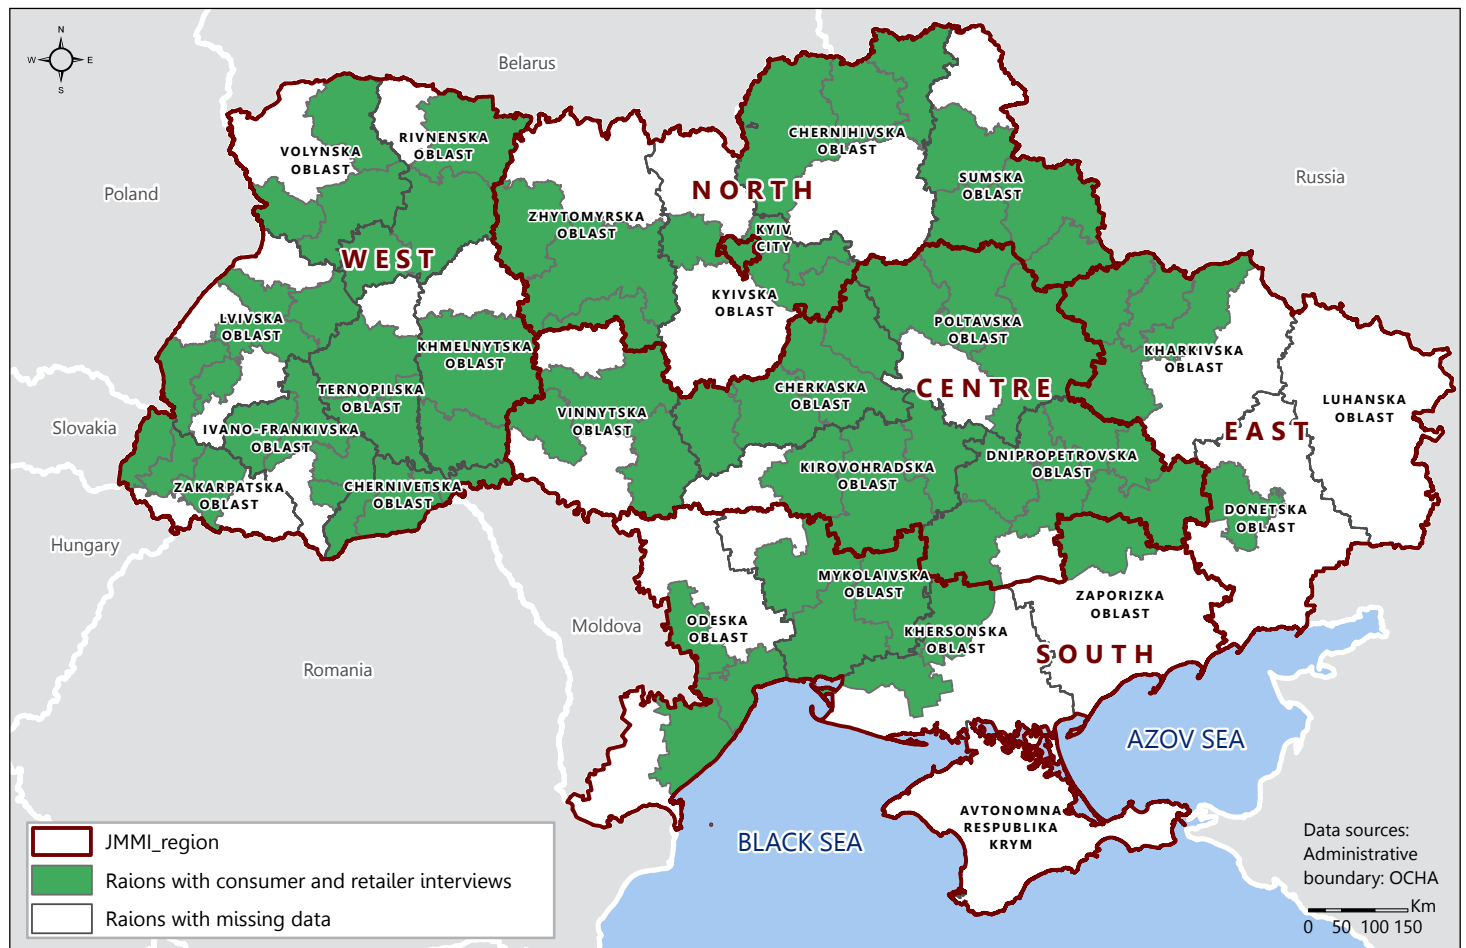 N
W
E
S
Belarus
Poland
Russia
Slovakia
Hungary
Romania
Moldova
VOLYNSKA
OBLAST
RIVNENSKA
OBLAST
ZHYTOMYRSKA
OBLAST
NORTH
CHERNIHIVSKA
OBLAST
SUMSKA
OBLAST
KYIV
CITY
WEST
KYIVSKA
OBLAST
LVIVSKA
OBLAST
KHMELNYTSKA
OBLAST
TERNOPILSKA
OBLAST
POLTAVSKA
OBLAST
KHARKIVSKA
OBLAST
CENTRE
CHERKASKA
OBLAST
VINNYTSKA
OBLAST
LUHANSKA
OBLAST
EAST
IVANO-FRANKIVSKA
OBLAST
KIROVOHRADSKA
OBLAST
DNIPROPETROVSKA
OBLAST
ZAKARPATSKA
OBLAST
CHERNIVETSKA
OBLAST
DONETSKA
OBLAST
MYKOLAIVSKA
OBLAST
ZAPORIZKA
OBLAST
ODESKA
OBLAST
KHERSONSKA
OBLAST
SOUTH
AZOV SEA
BLACK SEA
AVTONOMNA
RESPUBLIKA
KRYM
JMMI_region
Raions with consumer and retailer interviews
Raions with missing data
Data sources:
Administrative
boundary: OCHA
Km
0 50 100 150